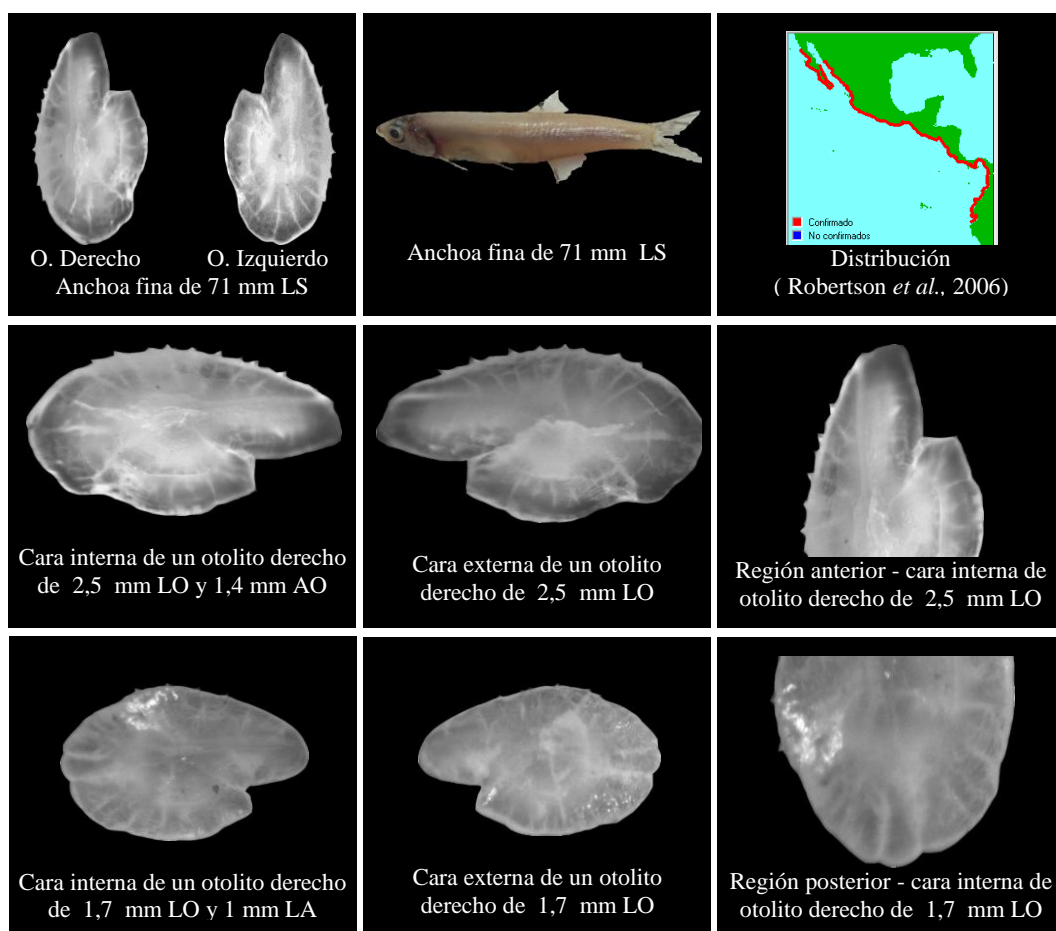 O. Derecho O. Izquierdo
Anchoa fina de 71 mm LS
Anchoa fina de 71 mm LS
Confirmado
No confirmados
Distribución
( Robertson et al., 2006)
Cara interna de un otolito derecho
de 2,5 mm LO y 1,4 mm AO
Cara externa de un otolito
derecho de 2,5 mm LO
Región anterior - cara interna de
otolito derecho de 2,5 mm LO
Cara interna de un otolito derecho
de 1,7 mm LO y 1 mm LA
Cara externa de un otolito
derecho de 1,7 mm LO
Región posterior - cara interna de
otolito derecho de 1,7 mm LO